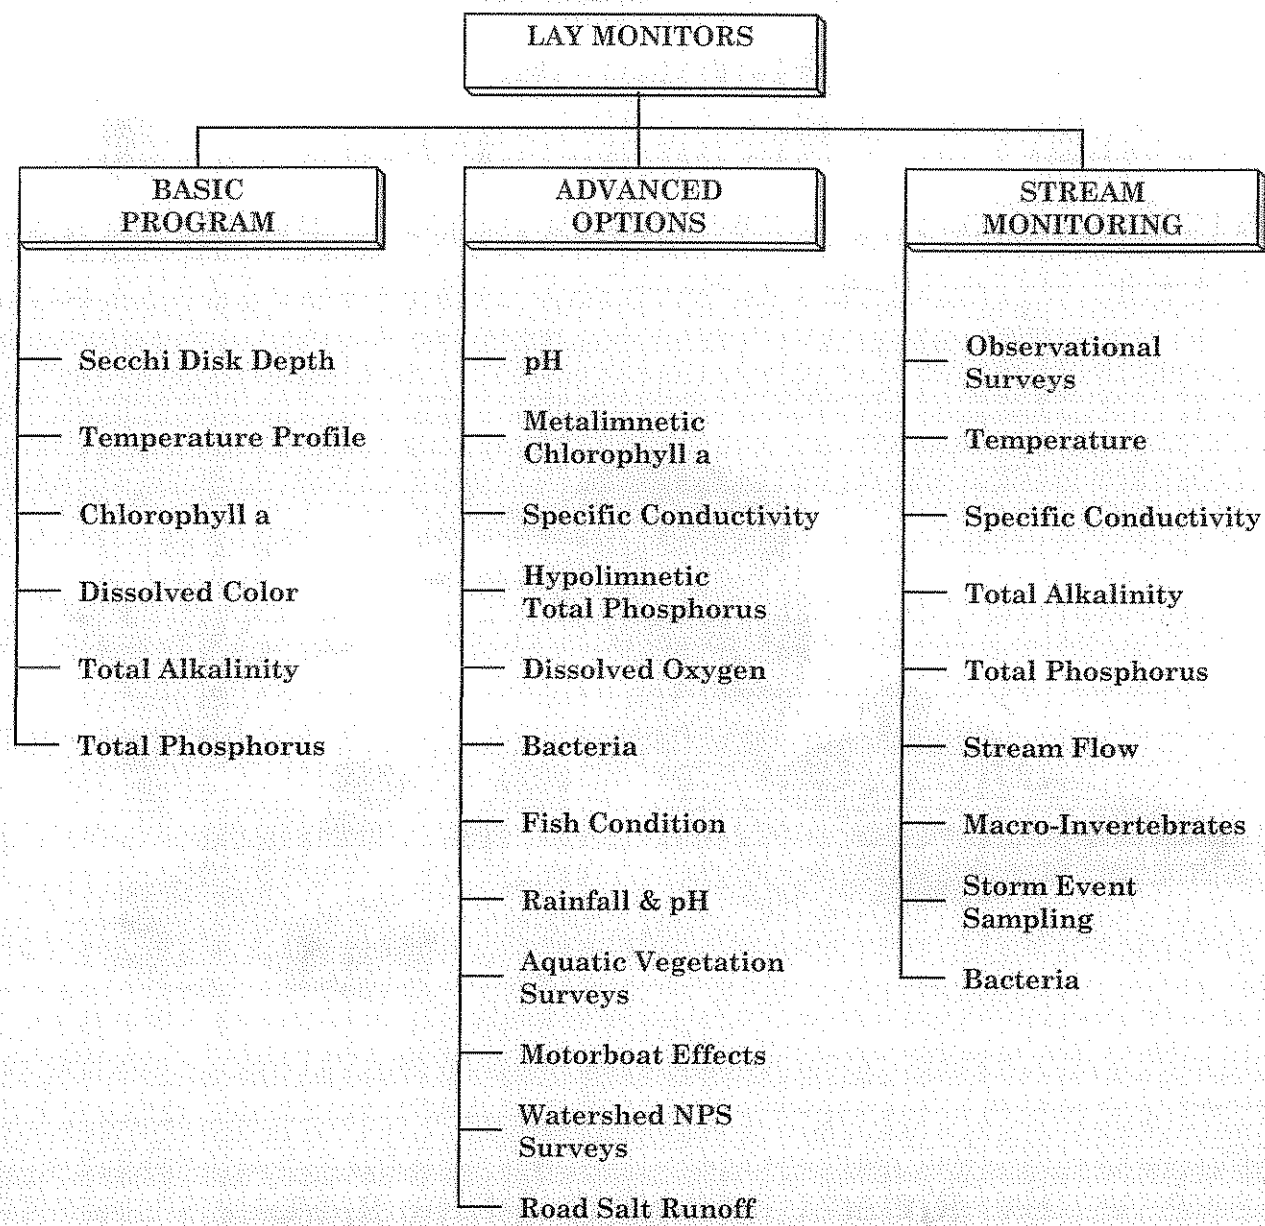 LAY MONITORS
BASIC
PROGRAM
Secchi Disk Depth
Temperature Profile
Chlorophyll a
Dissolved Color
Total Alkalinity
Total Phosphorus
ADVANCED
OPTIONS
pH
Metalimnetic
Chlorophyll a
Specific Conductivity
Hypolimnetic
Total Phosphorus
Dissolved Oxygen
Bacteria
Fish Condition
Rainfall & pH
Aquatic Vegetation
Surveys
Motorboat Effects
Watershed NPS
Surveys
Road Salt Runoff
STREAM
MONITORING
Observational
Surveys
Temperature
Specific Conductivity
Total Alkalinity
Total Phosphorus
Stream Flow
Macro-Invertebrates
Storm Event
Sampling
Bacteria